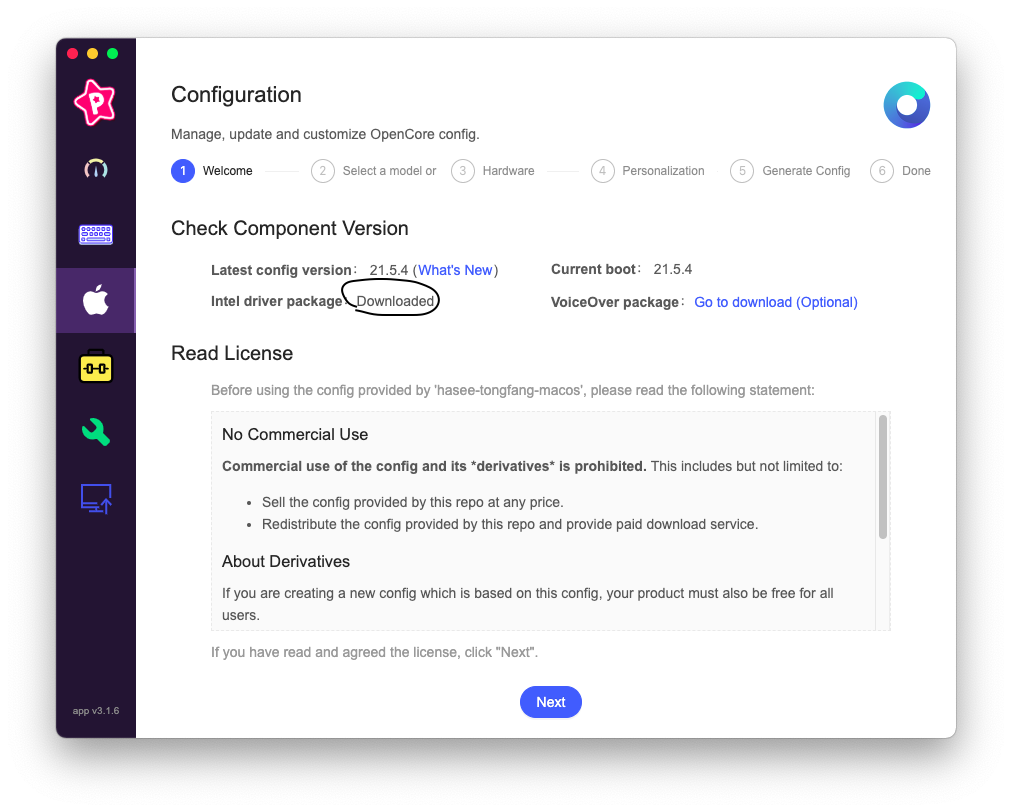 P
Configuration
Manage, update and customize OpenCore config.
1 Welcome 2 Select a model or 3 Hardware 4 Personalization 5 Generate Config 6 Done
Check Component Version
Latest config version: 21.5.4 (What's New) Current boot: 21.5.4
Intel driver package: Downloaded VoiceOver package: Go to download (Optional)
Read License
Before using the config provided by 'hasee-tongfang-macos', please read the following statement:
No Commercial Use
Commercial use of the config and its *derivatives* is prohibited. This includes but not limited to:
• Sell the config provided by this repo at any price.
• Redistribute the config provided by this repo and provide paid download service.
About Derivatives
If you are creating a new config which is based on this config, your product must also be free for all
users.
If you have read and agreed the license, click "Next".
Next
app v3.1.6